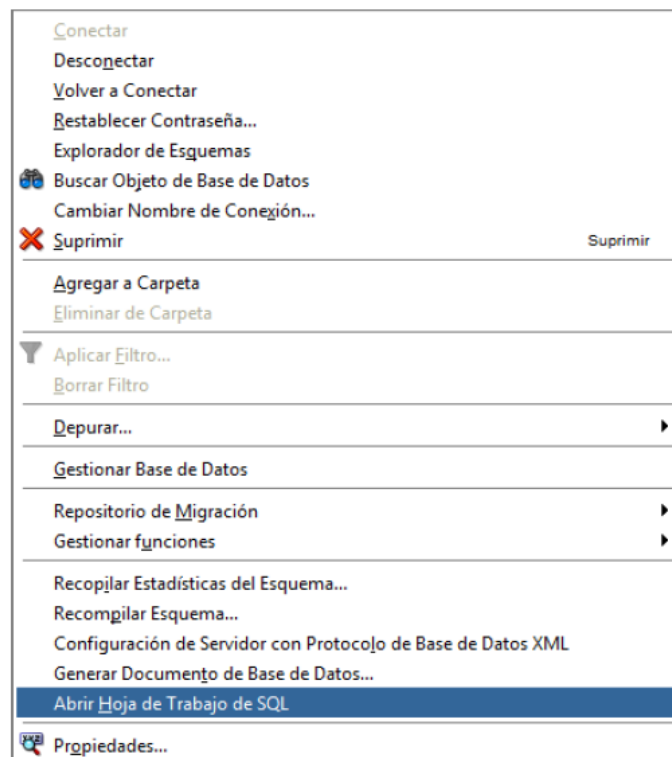 Conectar
Desconectar
Volver a Conectar
Restablecer Contraseña...
Explorador de Esquemas
Buscar Objeto de Base de Datos
Cambiar Nombre de Conexión...
Suprimir Suprimir
Agregar a Carpeta
Eliminar de Carpeta
Aplicar Filtro...
Borrar Filtro
Depurar...
Gestionar Base de Datos
Repositorio de Migración
Gestionar funciones
Recopilar Estadísticas del Esquema...
Recompilar Esquema...
Configuración de Servidor con Protocolo de Base de Datos XML
Generar Documento de Base de Datos...
Abrir Hoja de Trabajo de SQL
Propiedades...